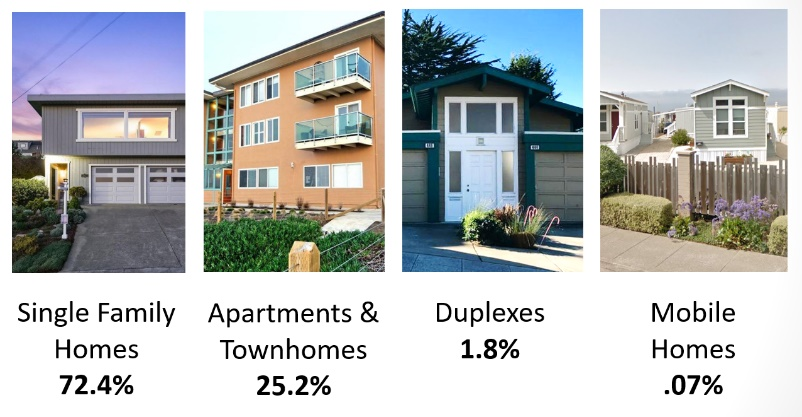 Single Family
Homes
72.4%
Apartments &
Townhomes
25.2%
Duplexes
1.8%
Mobile
Homes
.07%